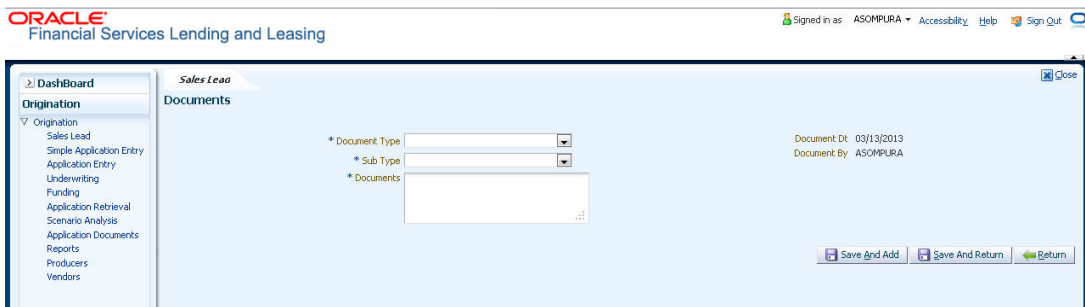 ORACLE
Financial Services Lending and Leasing
Signed in as ASOMPURA Accessibility Help Sign Out
DashBoard
Origination
Origination
Sales Lead
Simple Application Entry
Application Entry
Underwriting
Funding
Application Retrieval
Scenario Analysis
Application Documents
Reports
Producers
Vendors
Sales Lead
Close
Documents
* Document Type
* Sub Type
* Documents
Document Dt 03/13/2013
Document By ASOMPURA
Save And Add
Save And Return
Return